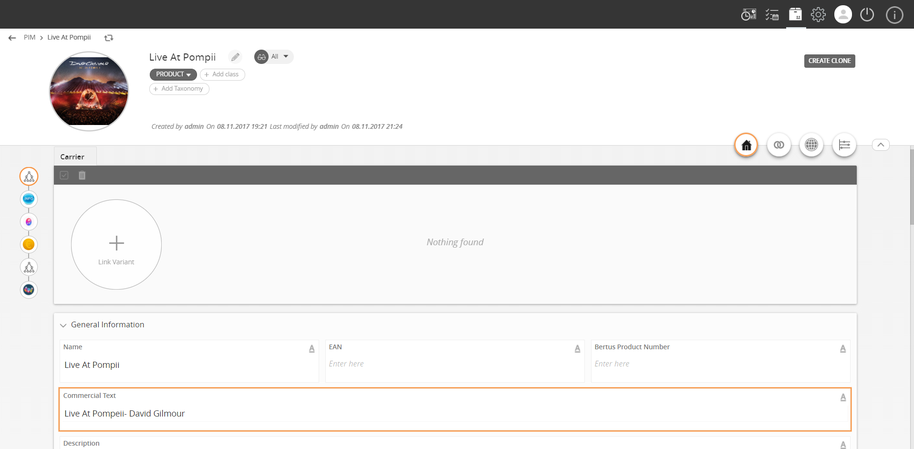 PIM > Live At Pompii
Live At Pompii
All
PRODUCT
+ Add class
+ Add Taxonomy
CREATE CLONE
Created by admin On 08.11.2017 19:21 Last modified by admin On 08.11.2017 21:24
Carrier
Link Variant
Nothing found
General Information
Name
EAN
Bertus Product Number
Live At Pompii
Enter here
Enter here
Commercial Text
Live At Pompeii- David Gilmour
Description